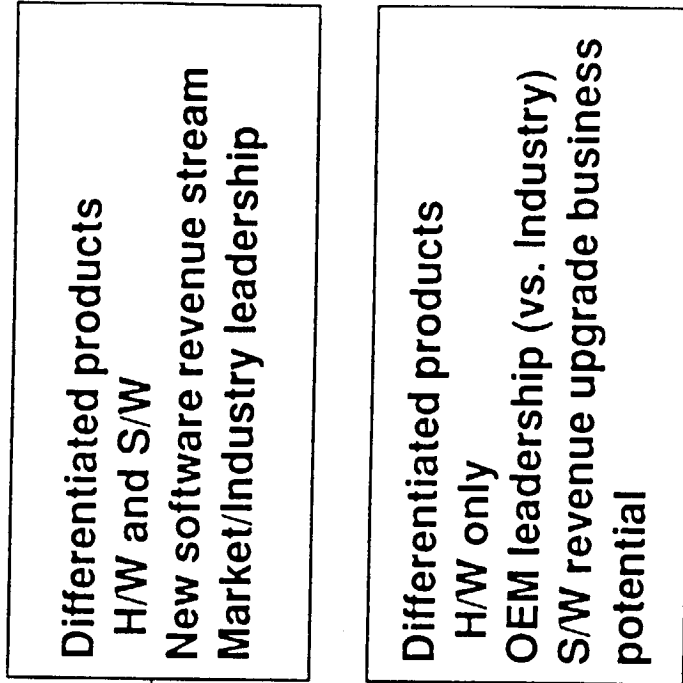 Differentiated products
H/W and S/W
New software revenue stream
Market/Industry leadership
Differentiated products
H/W only
OEM leadership (vs. Industry)
S/W revenue upgrade business
potential